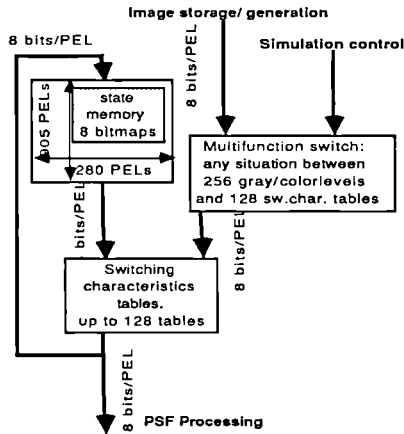 Image storage/ generation
8 bits/PEL
Simulation control
8 bits/PEL
state
memory
8 bitmaps
905 PELs
280 PELs
Multifunction switch:
any situation between
256 gray/colorlevels
and 128 sw.char. tables
bits/PEL
8 bits/PEL
Switching
characteristics
tables.
up to 128 tables
8 bits/PEL
PSF Processing